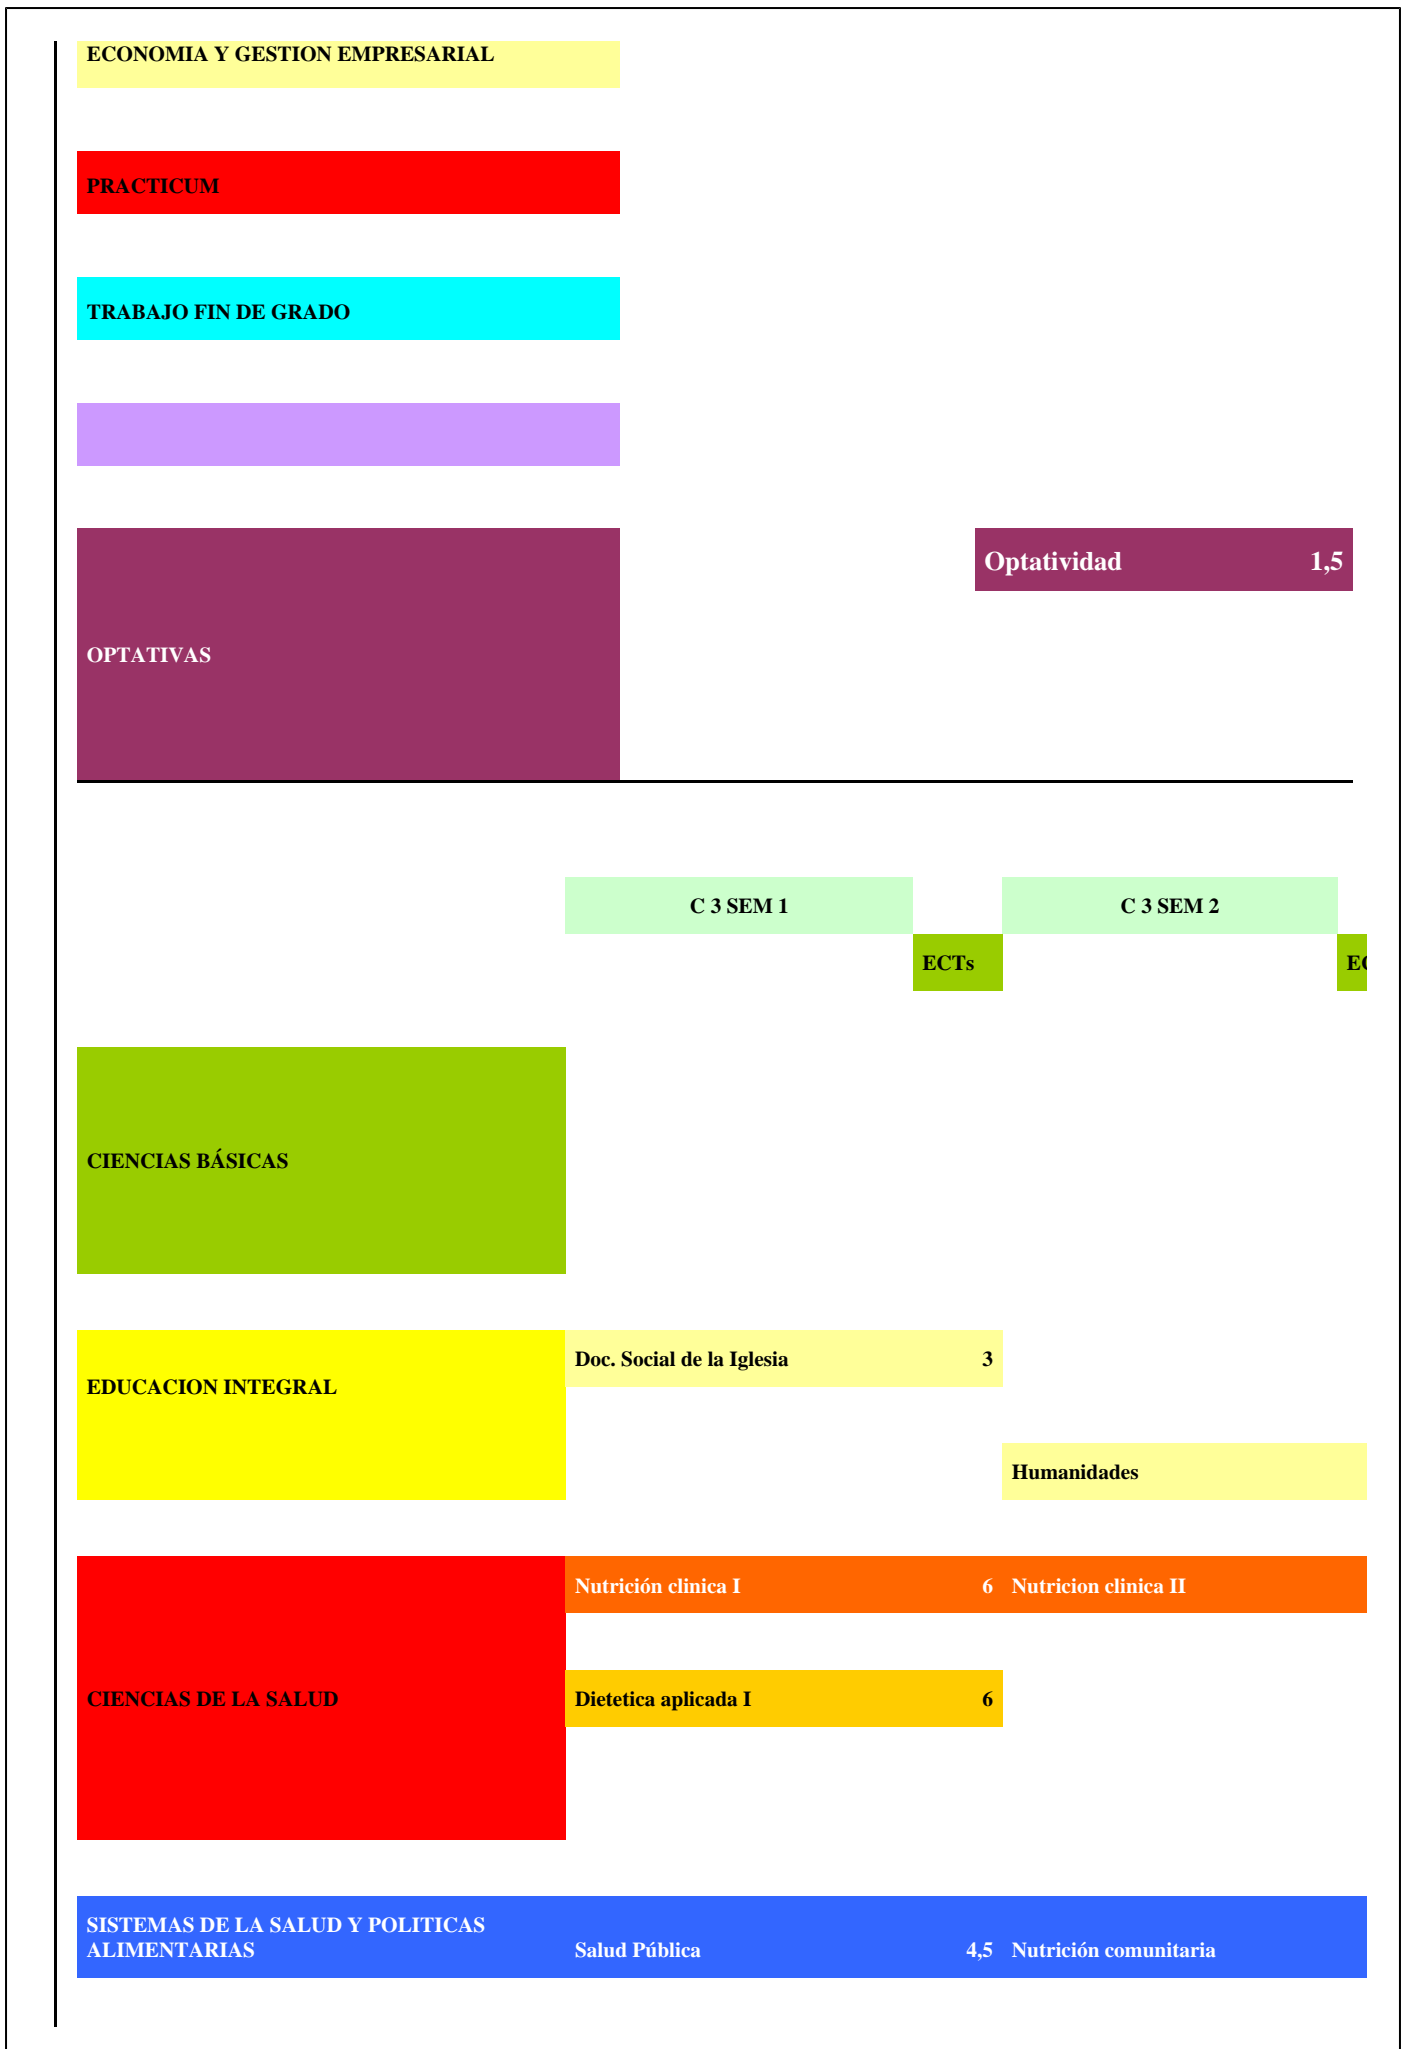 ECONOMIA Y GESTION EMPRESARIAL
PRACTICUM
TRABAJO FIN DE GRADO
Optatividad 1,5
OPTATIVAS
C 3 SEM 1 C 3 SEM 2
ECTs
CIENCIAS BÁSICAS
Doc. Social de la Iglesia 3
EDUCACION INTEGRAL
Humanidades
Nutrición clinica I 6 Nutricion clinica II
CIENCIAS DE LA SALUD Dietetica aplicada I 6
SISTEMAS DE LA SALUD Y POLITICAS
ALIMENTARIAS Salud Pública 4,5 Nutrición comunitaria